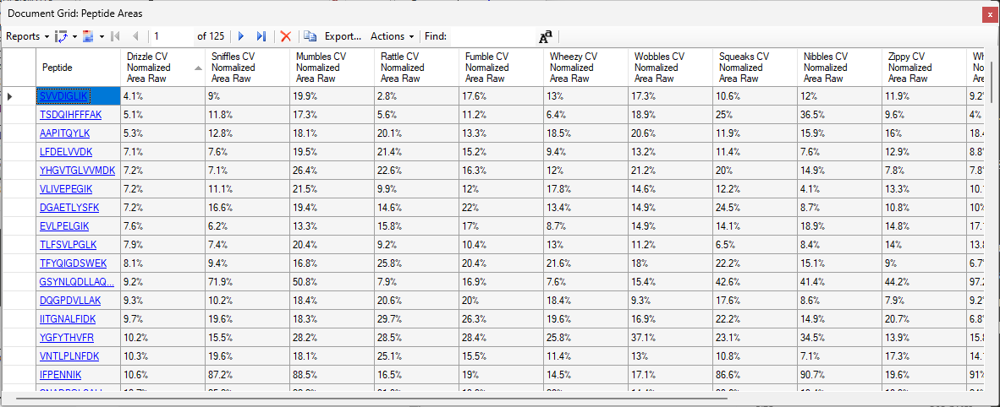 Document Grid: Peptide Areas
Reports 1 of 125 Export... Actions Find:
Peptide Drizzle CV Normalized Area Raw Sniffles CV Normalized Area Raw Mumbles CV Normalized Area Raw Rattle CV Normalized Area Raw Fumble CV Normalized Area Raw Wheezy CV Normalized Area Raw Wobbles CV Normalized Area Raw Squeaks CV Normalized Area Raw Nibbles CV Normalized Area Raw Zippy CV Normalized Area Raw
SVVDIGLIK 4.1% 9% 19.9% 2.8% 17.6% 13% 17.3% 10.6% 12% 11.9% 9.2%
TSDQIHFFFAK 5.1% 11.8% 17.3% 5.6% 11.2% 6.4% 18.9% 25% 36.5% 9.6% 4%
AAPITQYLK 5.3% 12.8% 18.1% 20.1% 13.3% 18.5% 20.6% 11.9% 15.9% 16% 18.4
LFDELVVDK 7.1% 7.6% 19.5% 21.4% 15.2% 9.4% 13.2% 11.4% 7.6% 12.9% 8.8%
YHGVTGLVVMDK 7.2% 7.1% 26.4% 22.6% 16.3% 12% 21.2% 20% 14.9% 7.8% 7.8%
VLIVEPEGIK 7.2% 11.1% 21.5% 9.9% 12% 17.8% 14.6% 12.2% 4.1% 13.3% 10.
DGAETLYSFK 7.2% 16.6% 19.4% 14.6% 22% 13.4% 14.9% 24.5% 8.7% 10.8% 10%
EVLPELGIK 7.6% 6.2% 13.3% 15.8% 17% 8.7% 14.9% 14.1% 18.9% 14.8% 17.
TLFSVLPGLK 7.9% 7.4% 20.4% 9.2% 10.4% 13% 11.2% 6.5% 8.4% 14% 13.8
TFYQIGDSWEK 8.1% 9.4% 16.8% 25.8% 20.4% 21.6% 18% 22.2% 15.1% 9% 6.7%
GSYNLQDLLAQ... 9.2% 71.9% 50.8% 7.9% 16.9% 7.6% 15.4% 42.6% 41.4% 44.2% 97.2
DQGPDVLLAK 9.3% 10.2% 18.4% 20.6% 20% 18.4% 9.3% 17.6% 8.6% 7.9% 9.2%
IITGNALFIDK 9.7% 19.6% 18.3% 29.7% 26.3% 19.6% 16.9% 22.2% 14.9% 20.7% 6.8%
YGFYTHVFR 10.2% 15.5% 28.2% 28.5% 28.4% 25.8% 37.1% 23.1% 34.5% 13.9% 15.8
VNTLPLNFDK 10.3% 19.6% 18.1% 25.1% 15.5% 11.4% 13% 10.8% 7.1% 17.3% 14.
IFPENNIK 10.6% 87.2% 88.5% 16.5% 19% 14.5% 17.1% 86.6% 90.7% 19.6% 91%